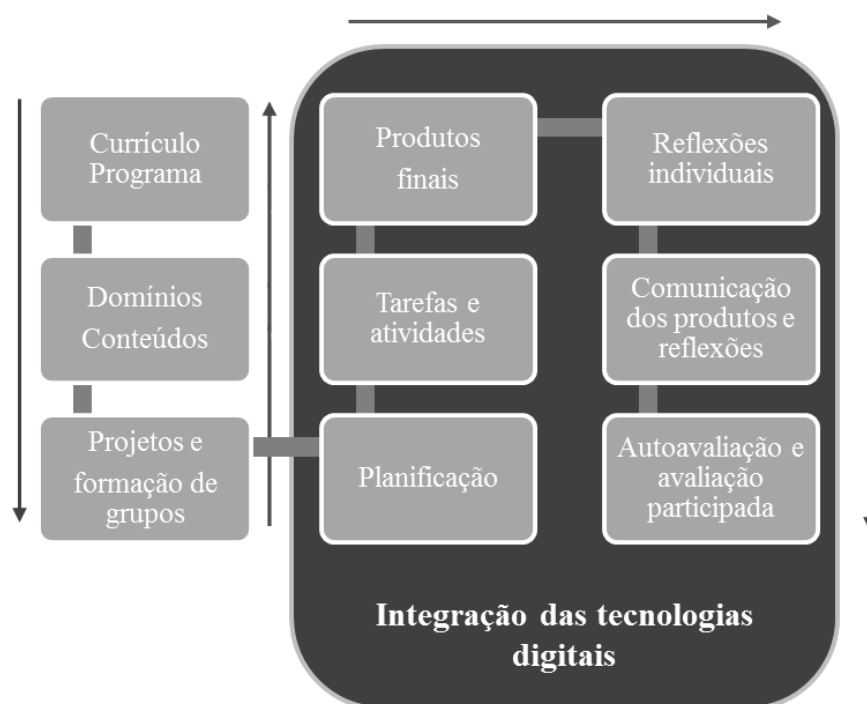 Currículo
Programa
Domínios
Conteúdos
Projetos e
formação de
grupos
Planificação
Tarefas e
atividades
Produtos
finais
Reflexões
individuais
Comunicação
dos produtos e
reflexões
Autoavaliação e
avaliação
participada
Integração das tecnologias
digitais